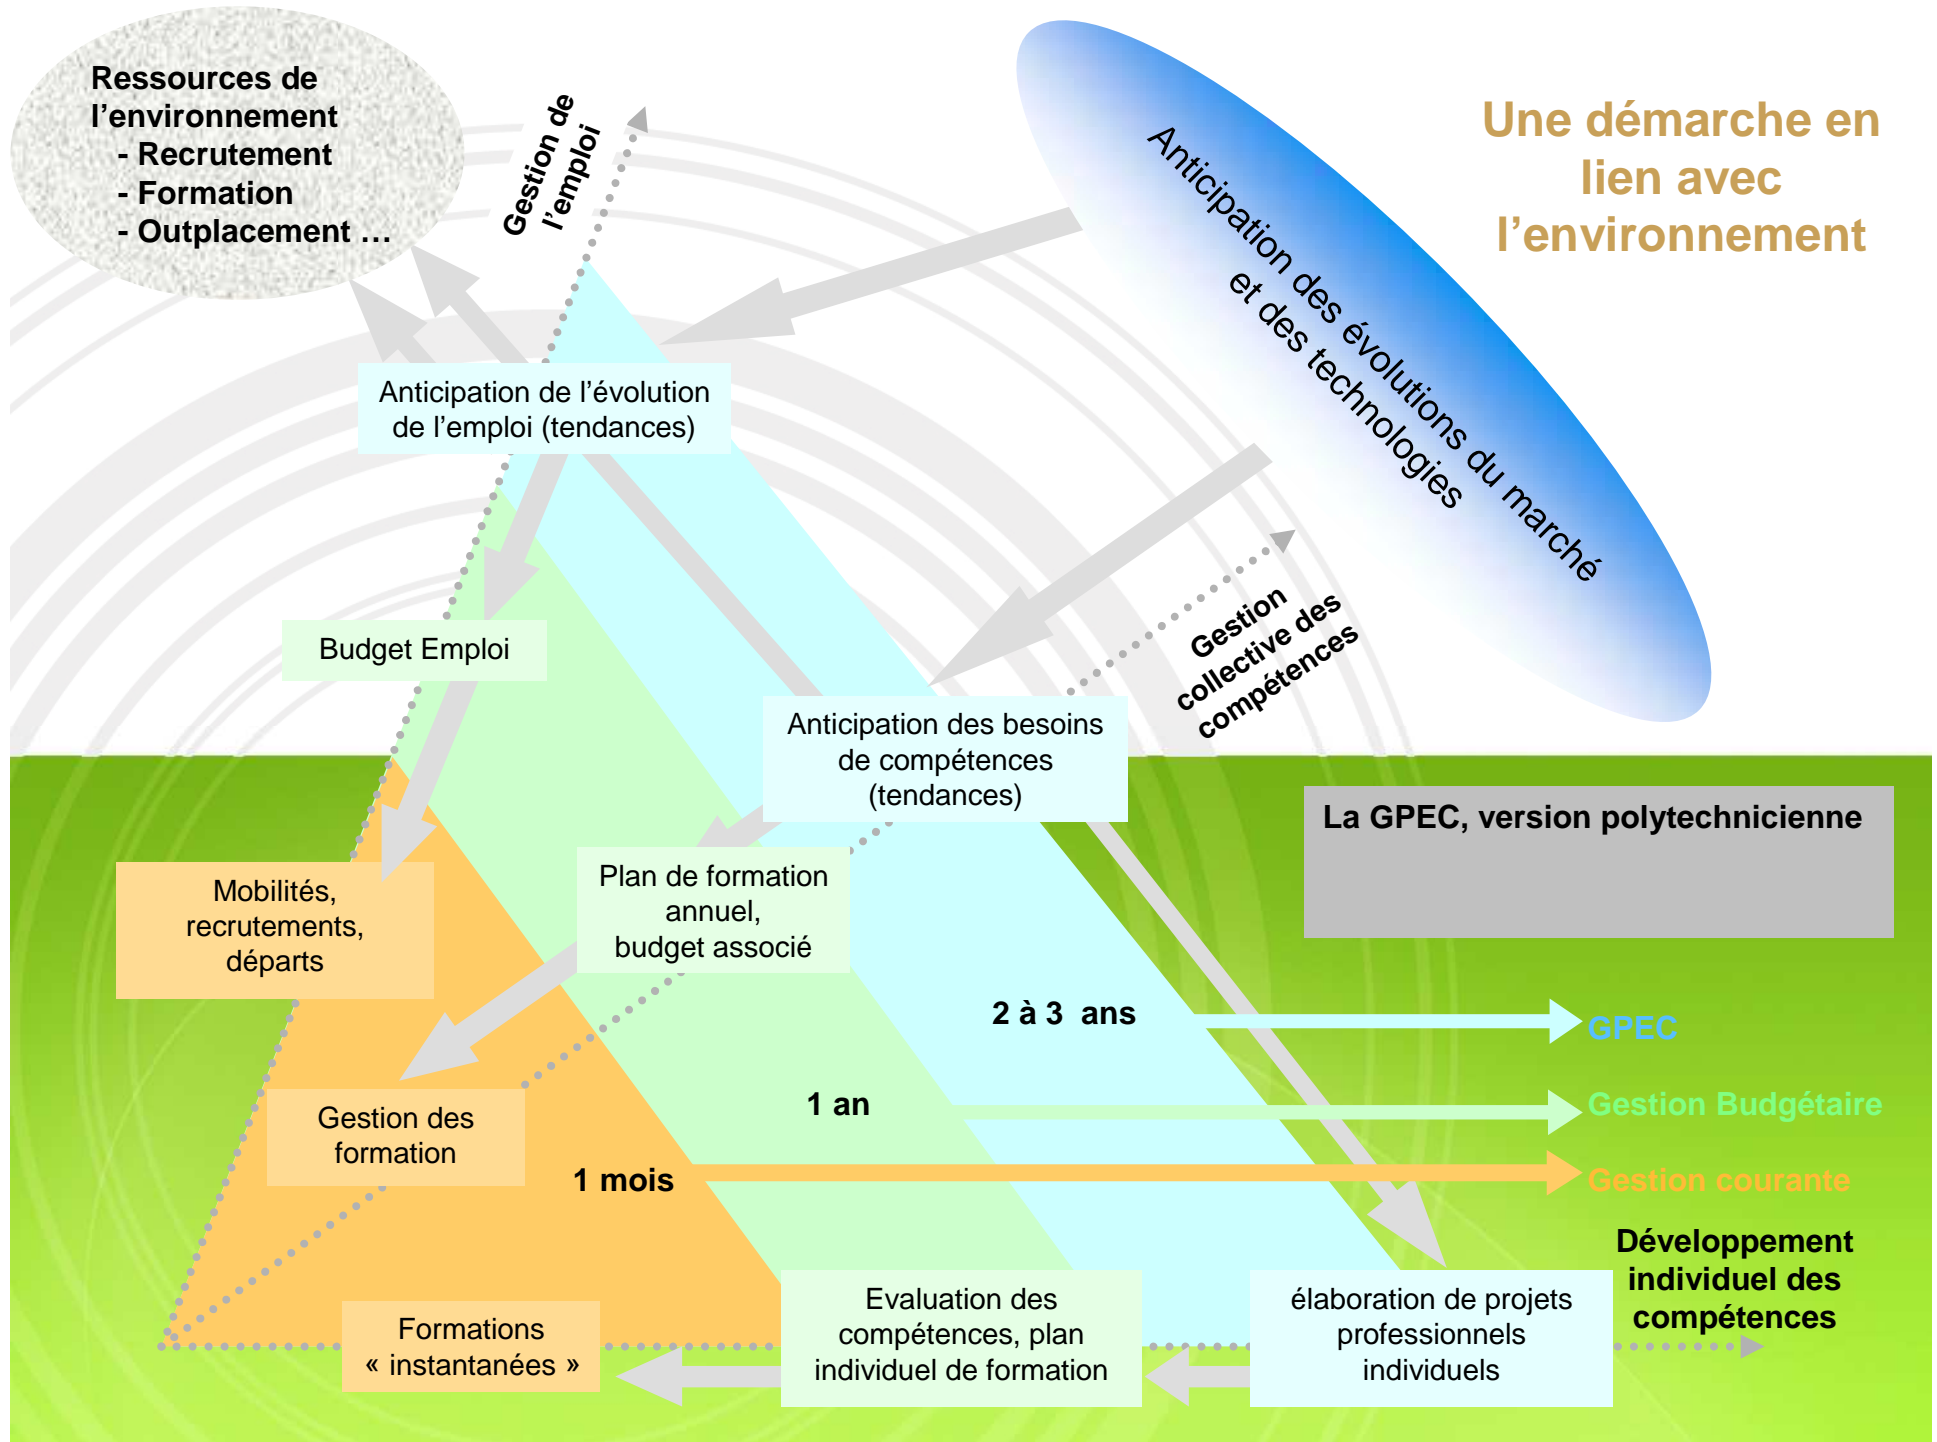 Ressources de
l’environnement
- Recrutement
- Formation
- Outplacement …
Gestion de
l’emploi
Anticipation des évolutions du marché
et des technologies
Une démarche en
lien avec
l’environnement
Anticipation de l’évolution
de l’emploi (tendances)
Gestion
collective des
compétences
Budget Emploi
Anticipation des besoins
de compétences
(tendances)
La GPEC, version polytechnicienne
Mobilités,
recrutements,
départs
Plan de formation
annuel,
budget associé
2 à 3 ans
GPEC
1 an
Gestion Budgétaire
Gestion des
formation
1 mois
Gestion courante
Développement
individuel des
compétences
Formations
« instantanées »
Evaluation des
compétences, plan
individuel de formation
élaboration de projets
professionnels
individuels